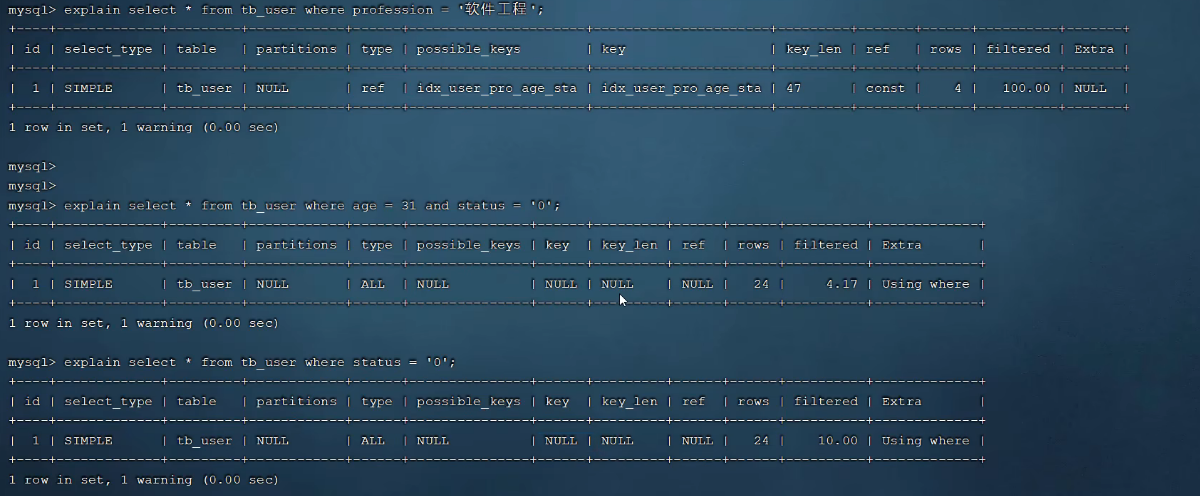 mysql> explain select * from tb_user where profession = '软件工程';
+----+-------------+---------+------------+------+----------------------+----------------------+---------+-------+------+----------+-------+
| id | select_type | table | partitions | type | possible_keys | key | key_len | ref | rows | filtered | Extra |
+----+-------------+---------+------------+------+----------------------+----------------------+---------+-------+------+----------+-------+
| 1 | SIMPLE | tb_user | NULL | ref | idx_user_pro_age_sta | idx_user_pro_age_sta | 47 | const | 4 | 100.00 | NULL |
+----+-------------+---------+------------+------+----------------------+----------------------+---------+-------+------+----------+-------+
1 row in set, 1 warning (0.00 sec)
mysql>
mysql>
mysql> explain select * from tb_user where age = 31 and status = '0';
+----+-------------+---------+------------+------+---------------+------+---------+------+------+----------+-------------+
| id | select_type | table | partitions | type | possible_keys | key | key_len | ref | rows | filtered | Extra |
+----+-------------+---------+------------+------+---------------+------+---------+------+------+----------+-------------+
| 1 | SIMPLE | tb_user | NULL | ALL | NULL | NULL | NULL | NULL | 24 | 4.17 | Using where |
+----+-------------+---------+------------+------+---------------+------+---------+------+------+----------+-------------+
1 row in set, 1 warning (0.00 sec)
mysql> explain select * from tb_user where status = '0';
+----+-------------+---------+------------+------+---------------+------+---------+------+------+----------+-------------+
| id | select_type | table | partitions | type | possible_keys | key | key_len | ref | rows | filtered | Extra |
+----+-------------+---------+------------+------+---------------+------+---------+------+------+----------+-------------+
| 1 | SIMPLE | tb_user | NULL | ALL | NULL | NULL | NULL | NULL | 24 | 10.00 | Using where |
+----+-------------+---------+------------+------+---------------+------+---------+------+------+----------+-------------+
1 row in set, 1 warning (0.00 sec)